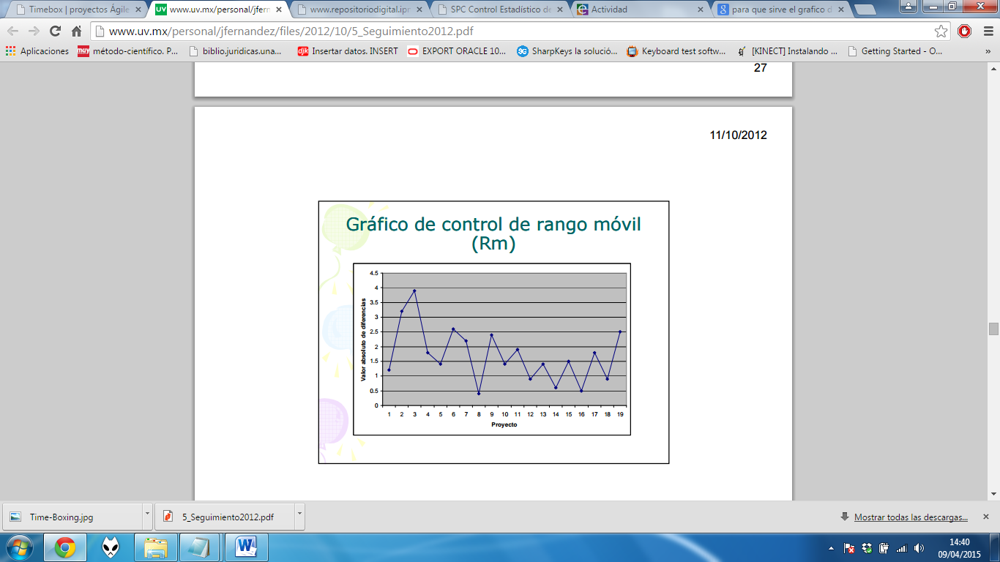 Timebox | proyectos Ágile
www.uv.mx/personal/jfern
www.repositoriodigital.ipn
SPC Control Estadístico de
Actividad
para que sirve el grafico d
www.uv.mx/personal/jfernandez/files/2012/10/5_Seguimiento2012.pdf
Aplicaciones
muy método-científico. P...
biblio.juridicas.una...
djk Insertar datos. INSERT
EXPORT ORACLE 10...
SG SharpKeys la solució...
Keyboard test softw...
[KINECT] Instalando ...
Getting Started - O...
»
27
11/10/2012
Gráfico de control de rango móvil
(Rm)
Valor absoluto de diferencias
4.5
4
3.5
3
2.5
2
1.5
1
0.5
0
1 2 3 4 5 6 7 8 9 10 11 12 13 14 15 16 17 18 19
Proyecto
Time-Boxing.jpg
5_Seguimiento2012.pdf
Mostrar todas las descargas...
14:40
09/04/2015